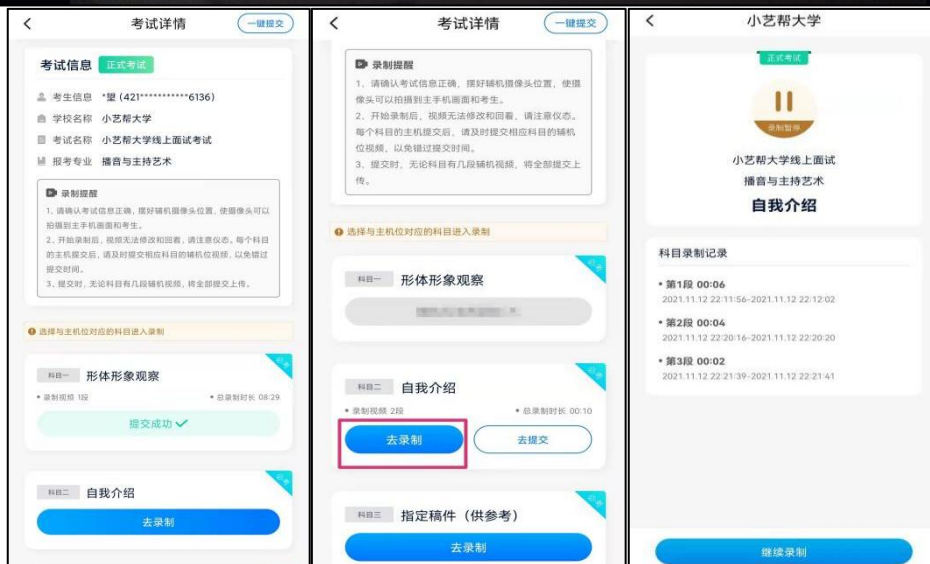 考试详情
一键提交
考试信息 正式考试
考生信息 *望 (421***********6136)
学校名称 小艺帮大学
考试名称 小艺帮大学线上面试考试
报考专业 播音与主持艺术
录制提醒
1、请确认考试信息正确，摆好辅机摄像头位置，使摄像头可以
拍摄到主手机画面和考生。
2、开始录制后，视频无法修改和回看，请注意仪态。每个科目
的主机提交后，请及时提交相应科目的辅机位视频，以免错过
提交时间。
3、提交时，无论科目有几段辅机视频，将全部提交上传。
选择与主机位对应的科目进入录制
必考
科目一 形体形象观察
• 录制视频 1段 • 总录制时长 08:29
提交成功
必考
科目二 自我介绍
去录制
考试详情
一键提交
录制提醒
1、请确认考试信息正确，摆好辅机摄像头位置，使摄
像头可以拍摄到主手机画面和考生。
2、开始录制后，视频无法修改和回看，请注意仪态。
每个科目的主机提交后，请及时提交相应科目的辅机
位视频，以免错过提交时间。
3、提交时，无论科目有几段辅机视频，将全部提交上
传。
选择与主机位对应的科目进入录制
必考
科目一 形体形象观察
必考
科目二 自我介绍
• 录制视频 2段 • 总录制时长 00:10
去录制 去提交
必考
科目三 指定稿件（供参考）
去录制
小艺帮大学
正式考试
录制暂停
小艺帮大学线上面试
播音与主持艺术
自我介绍
科目录制记录
• 第1段 00:06
2021.11.12 22:11:56-2021.11.12 22:12:02
• 第2段 00:04
2021.11.12 22:20:16-2021.11.12 22:20:20
• 第3段 00:02
2021.11.12 22:21:39-2021.11.12 22:21:41
继续录制